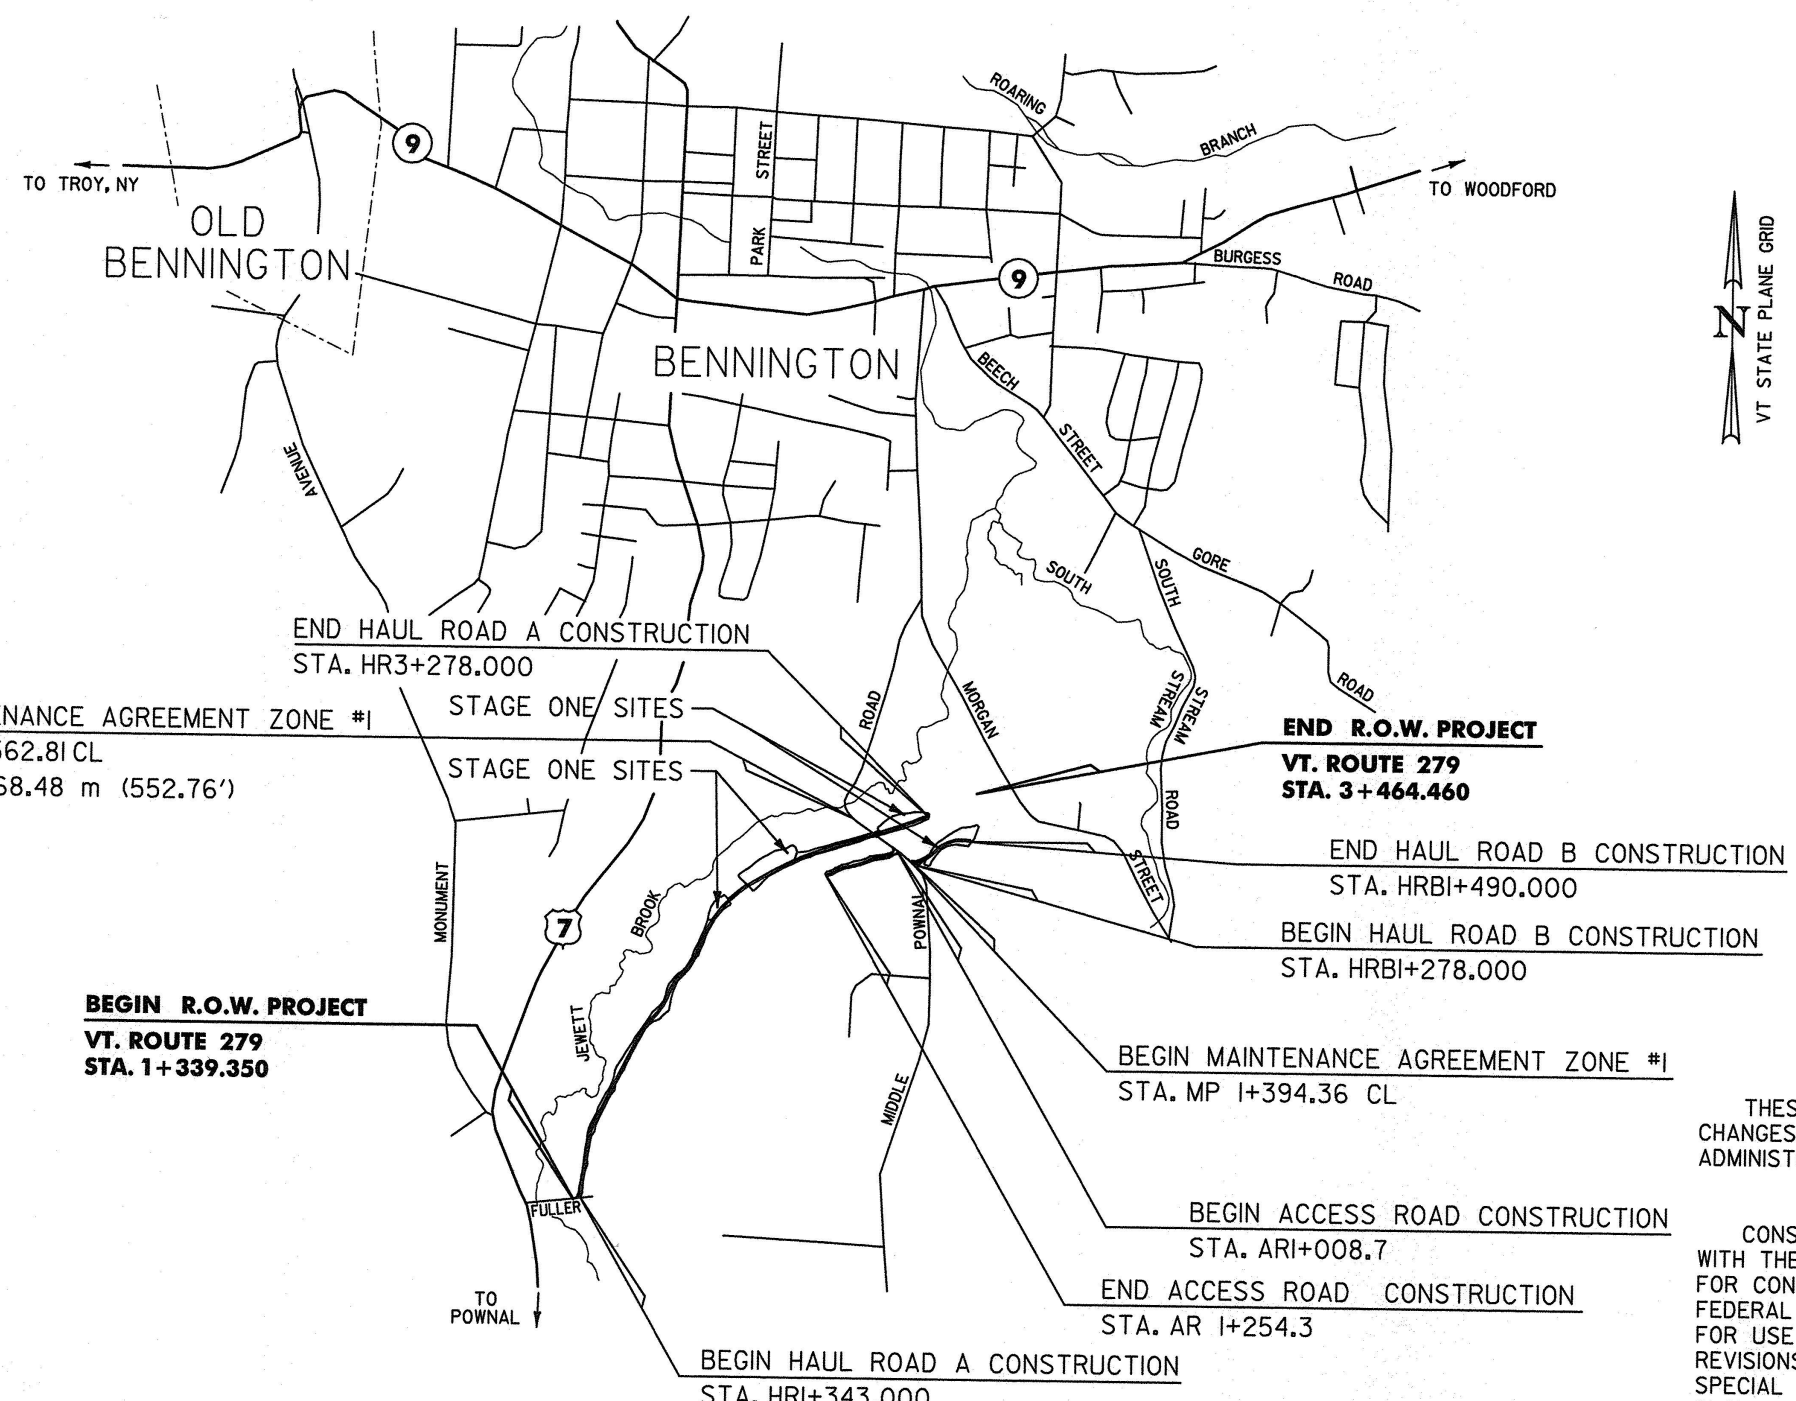 ROARING
BRANCH
9
TO TROY, NY
TO WOODFORD
OLD
BENNINGTON
PARK STREET
9
BURGESS ROAD
N
VT STATE PLANE GRID
BENNINGTON
BEECH STREET
MONUMENT AVENUE
GORE ROAD
SOUTH STREAM
SOUTH STREAM ROAD
END HAUL ROAD A CONSTRUCTION
STA. HR3+278.000
STAGE ONE SITES
AGREEMENT ZONE #1
562.81 CL
(552.76')
STAGE ONE SITES
MORGAN STREET
END R.O.W. PROJECT
VT. ROUTE 279
STA. 3+464.460
END HAUL ROAD B CONSTRUCTION
STA. HRB1+490.000
BEGIN HAUL ROAD B CONSTRUCTION
STA. HRB1+278.000
MIDDLE POWNAL ROAD
7
JEWETT BROOK
BEGIN R.O.W. PROJECT
VT. ROUTE 279
STA. 1+339.350
BEGIN MAINTENANCE AGREEMENT ZONE #1
STA. MP 1+394.36 CL
CHANGES
FULLER
BEGIN ACCESS ROAD CONSTRUCTION
STA. AR1+008.7
WITH THE
FOR CON
FEDERAL
FOR USE
REVISIONS
SPECIAL
END ACCESS ROAD CONSTRUCTION
STA. AR 1+254.3
TO
POWNAL
BEGIN HAUL ROAD A CONSTRUCTION
STA. HR1+343.000